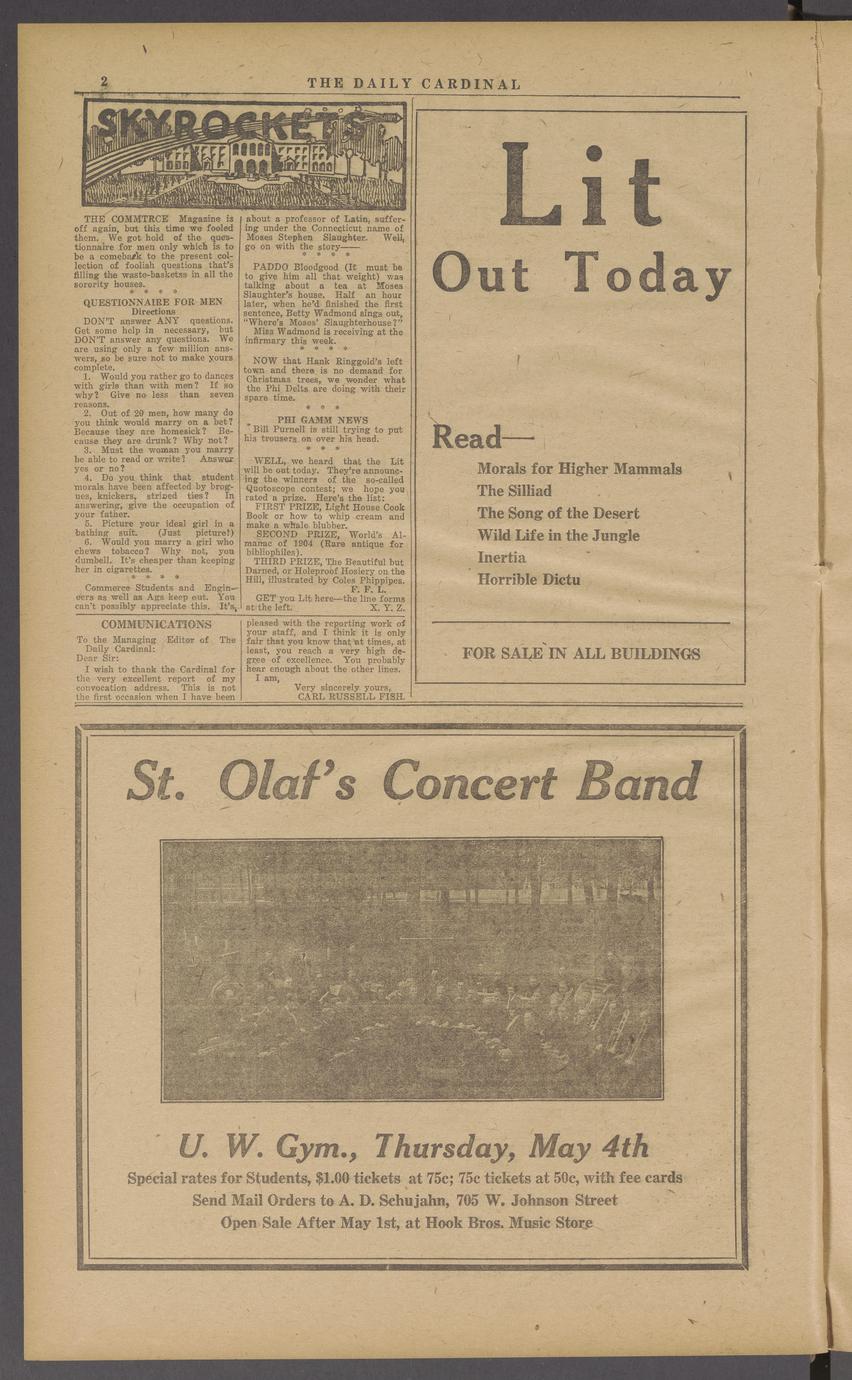 2
THE DAILY CARDINAL
SKYROCKETS
THE COMMTRCE Magazine is
off again, but this time we fooled
them. We got hold of the ques-
tionnaire for men only which is to
be a comeback to the present col-
lection of foolish questions that's
filling the waste-baskets in all the
sorority houses.
* * * *
QUESTIONNAIRE FOR MEN
Directions
DON'T answer ANY questions.
Get some help in necessary, but
DON'T answer any questions. We
are using only a few million ans-
wers, so be sure not to make yours
complete.
1. Would you rather go to dances
with girls than with men? If so
why? Give no less than seven
reasons.
2. Out of 20 men, how many do
you think would marry on a bet?
Because they are homesick? Be-
cause they are drunk? Why not?
3. Must the woman you marry
be able to read or write? Answer
yes or no?
4. Do you think that student
morals have been affected by brog-
ues, knickers, striped ties? In
answering, give the occupation of
your father.
5. Picture your ideal girl in a
bathing suit. (Just picture!)
6. Would you marry a girl who
chews tobacco? Why not, you
dumbell. It's cheaper than keeping
her in cigarettes.
* * * *
Commerce Students and Engin-
eers as well as Ags keep out. You
can't possibly appreciate this. It's,
about a professor of Latin, suffer-
ing under the Connecticut name of
Moses Stephen Slaughter. Well,
go on with the story——
* * * *
PADDO Bloodgood (It must be
to give him all that weight) was
talking about a tea at Moses
Slaughter's house. Half an hour
later, when he'd finished the first
sentence, Betty Wadmond sings out,
"Where's Moses' Slaughterhouse?"
Miss Wadmond is receiving at the
infirmary this week.
* * * *
NOW that Hank Ringgold's left
town and there is no demand for
Christmas trees, we wonder what
the Phi Delts are doing with their
spare time.
* * *
PHI GAMM NEWS
Bill Purnell is still trying to put
his trousers on over his head.
* * *
WELL, we heard that the Lit
will be out today. They're announc-
ing the winners of the so-called
Quotoscope contest; we hope you
rated a prize. Here's the list:
FIRST PRIZE, Light House Cook
Book or how to whip cream and
make a whale blubber.
SECOND PRIZE, World's Al-
manac of 1904 (Rare antique for
bibliophiles).
THIRD PRIZE, The Beautiful but
Darned, or Holeproof Hosiery on the
Hill, illustrated by Coles Phippipes.
F. F. L.
GET you Lit here—the line forms
at the left. X. Y. Z.
COMMUNICATIONS
To the Managing Editor of The
Daily Cardinal:
Dear Sir:
I wish to thank the Cardinal for
the very excellent report of my
convocation address. This is not
the first occasion when I have been
pleased with the reporting work of
your staff, and I think it is only
fair that you know that at times, at
least, you reach a very high de-
gree of excellence. You probably
hear enough about the other lines.
I am,
Very sincerely yours,
CARL RUSSELL FISH.
Lit
Out Today
Read—
Morals for Higher Mammals
The Silliad
The Song of the Desert
Wild Life in the Jungle
Inertia
Horrible Dictu
FOR SALE IN ALL BUILDINGS
St. Olaf's Concert Band
U. W. Gym., Thursday, May 4th
Special rates for Students, $1.00 tickets at 75c; 75c tickets at 50c, with fee cards
Send Mail Orders to A. D. Schujahn, 705 W. Johnson Street
Open Sale After May 1st, at Hook Bros. Music Store